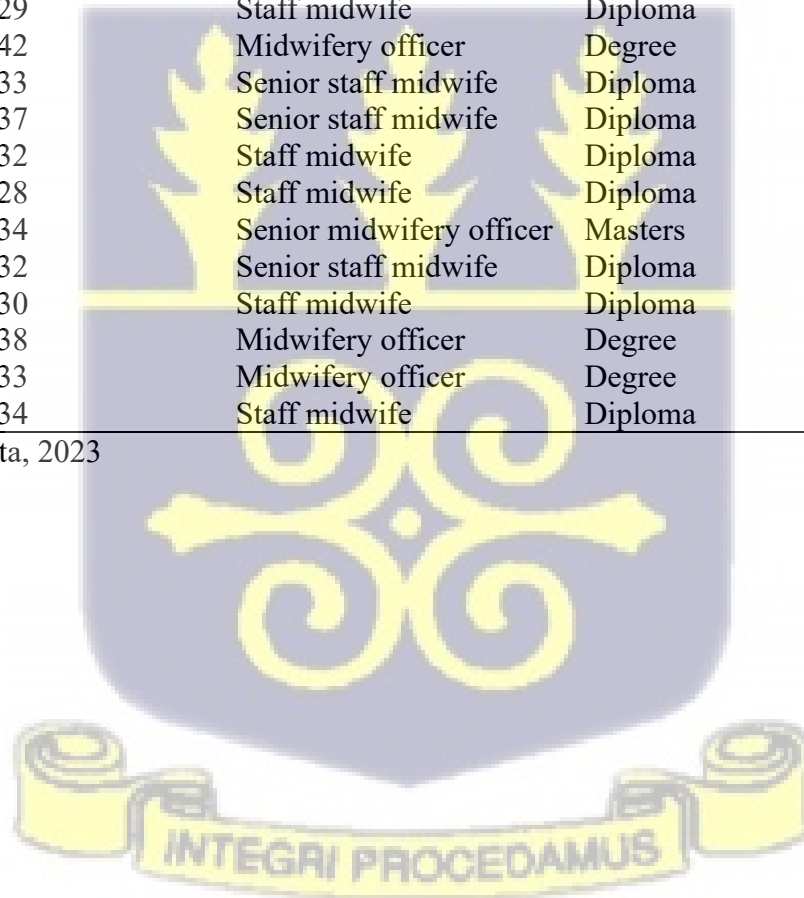 29 Staff midwife Diploma
42 Midwifery officer Degree
33 Senior staff midwife Diploma
37 Senior staff midwife Diploma
32 Staff midwife Diploma
28 Staff midwife Diploma
34 Senior midwifery officer Masters
32 Senior staff midwife Diploma
30 Staff midwife Diploma
38 Midwifery officer Degree
33 Midwifery officer Degree
34 Staff midwife Diploma
ta, 2023
INTEGRI PROCEDAMUS